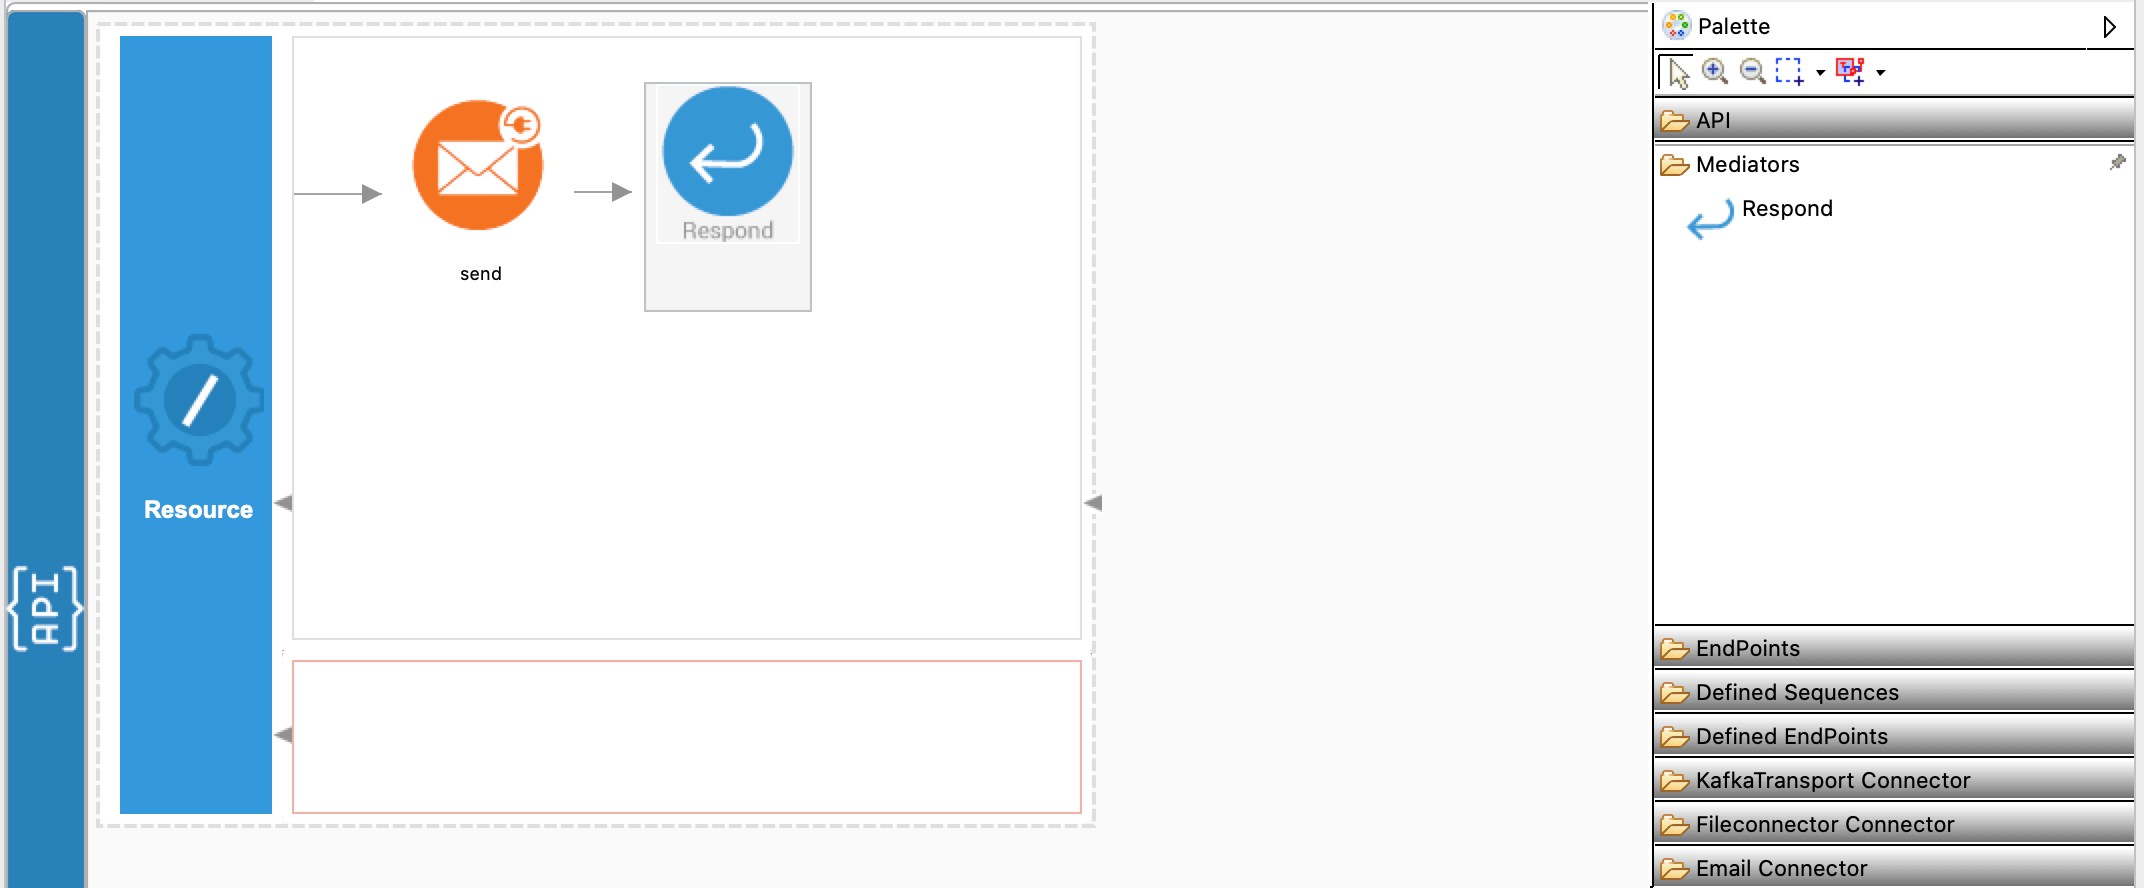 {API}
Resource
send
Respond
Palette
API
Mediators
Respond
EndPoints
Defined Sequences
Defined EndPoints
KafkaTransport Connector
Fileconnector Connector
Email Connector